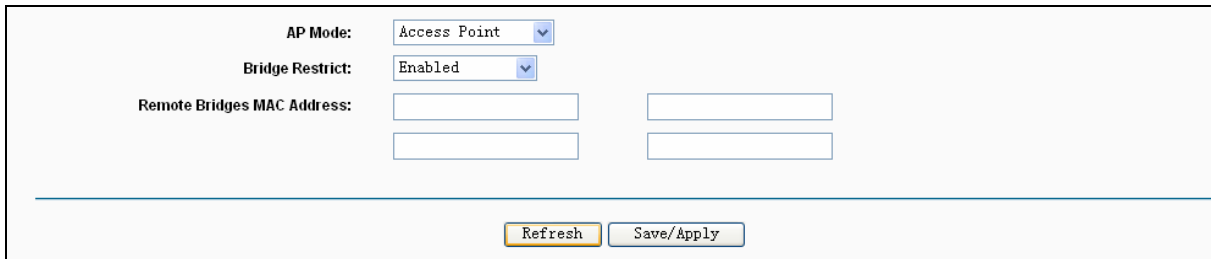 AP Mode: Access Point
Bridge Restrict: Enabled
Remote Bridges MAC Address:
Refresh Save/Apply